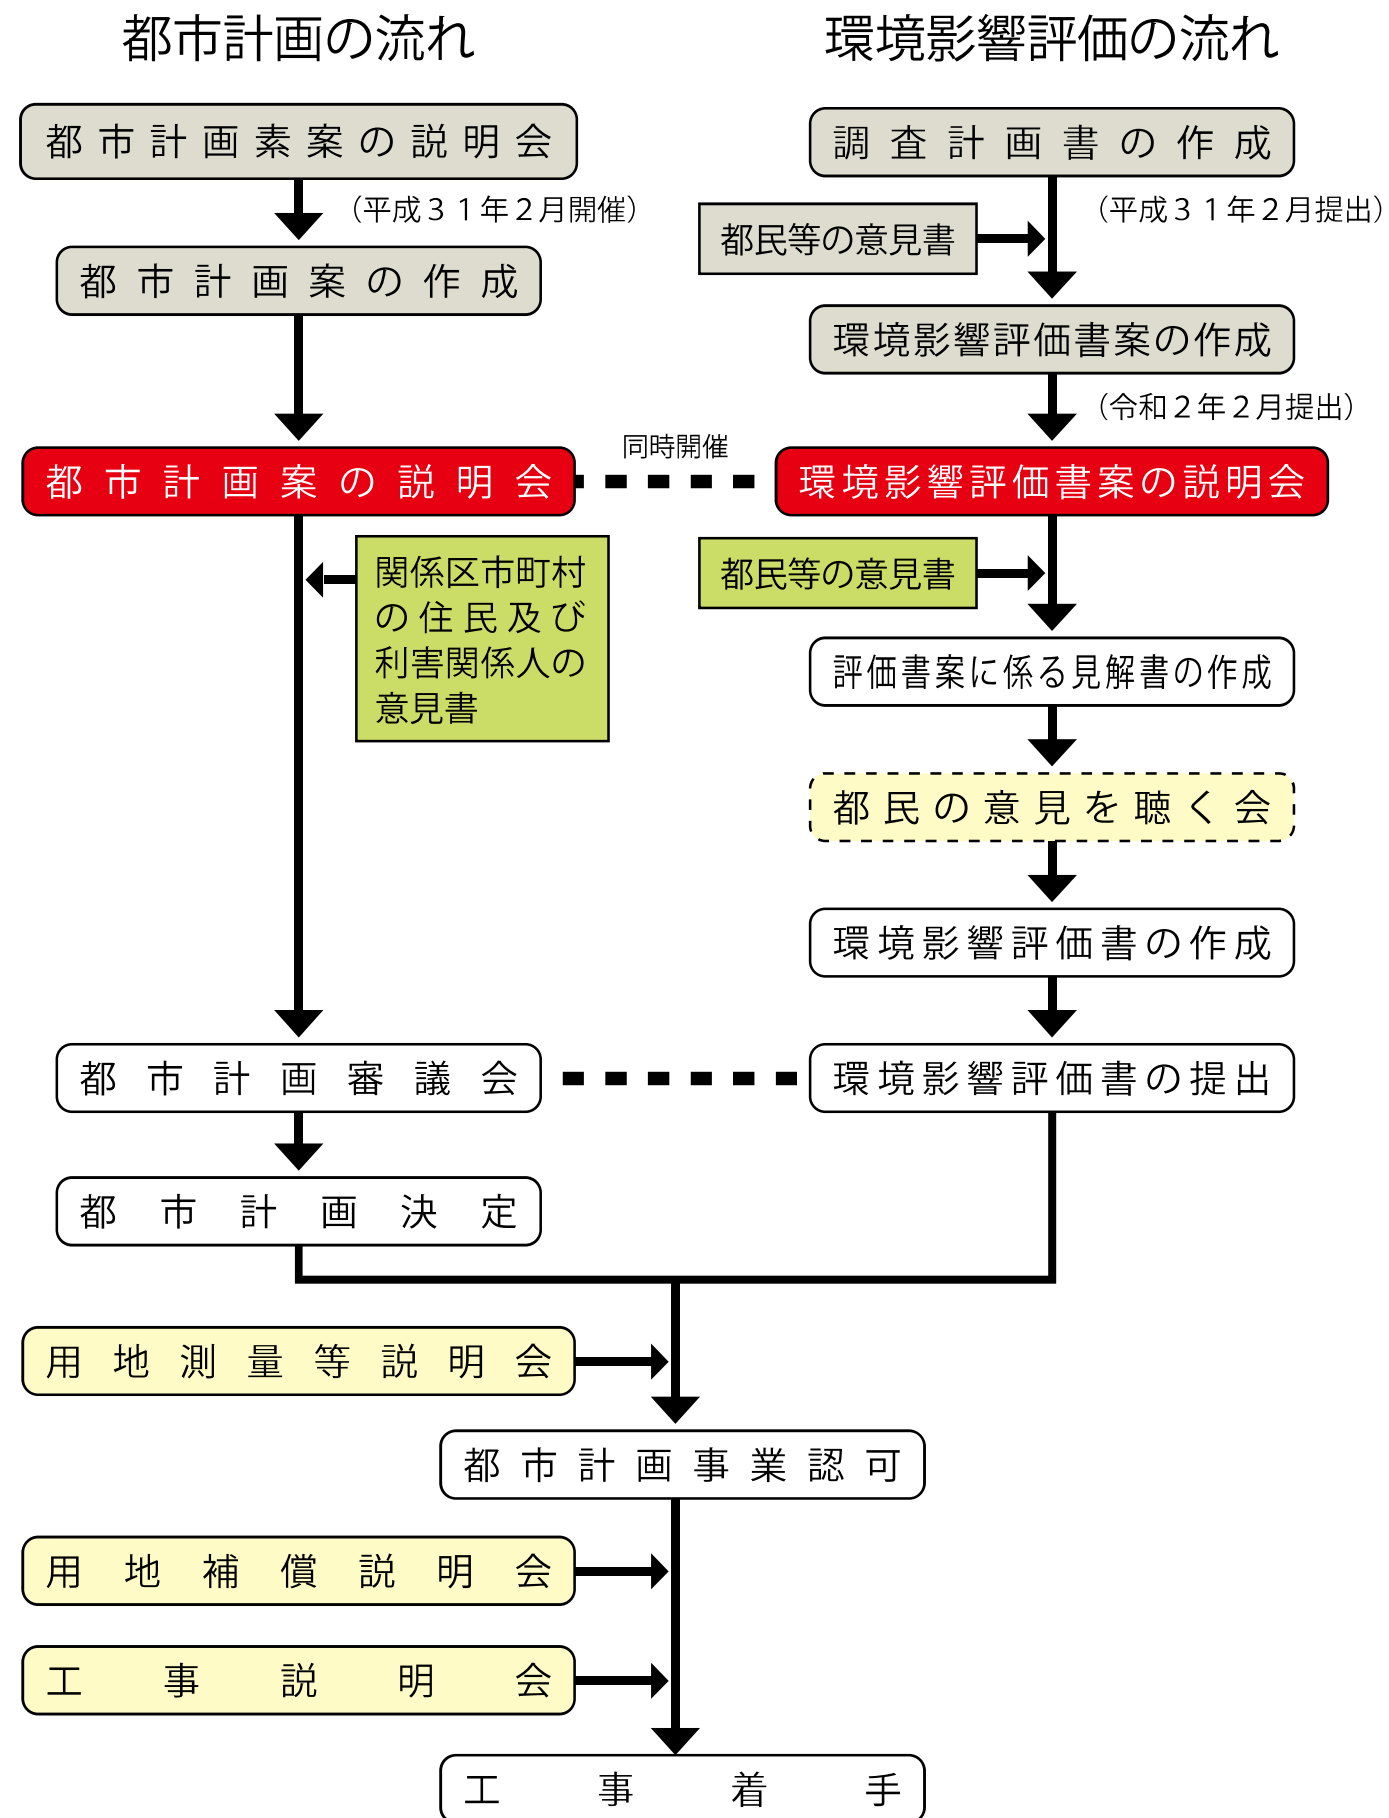 都市計画の流れ
都市計画素案の説明会
（平成３１年２月開催）
都市計画案の作成
都市計画案の説明会
同時開催
関係区市町村
の住民及び
利害関係人の
意見書
都市計画審議会
都市計画決定
環境影響評価の流れ
調査計画書の作成
（平成３１年２月提出）
都民等の意見書
環境影響評価書案の作成
（令和２年２月提出）
環境影響評価書案の説明会
都民等の意見書
評価書案に係る見解書の作成
都民の意見を聴く会
環境影響評価書の作成
環境影響評価書の提出
用地測量等説明会
都市計画事業認可
用地補償説明会
工事説明会
工事着手